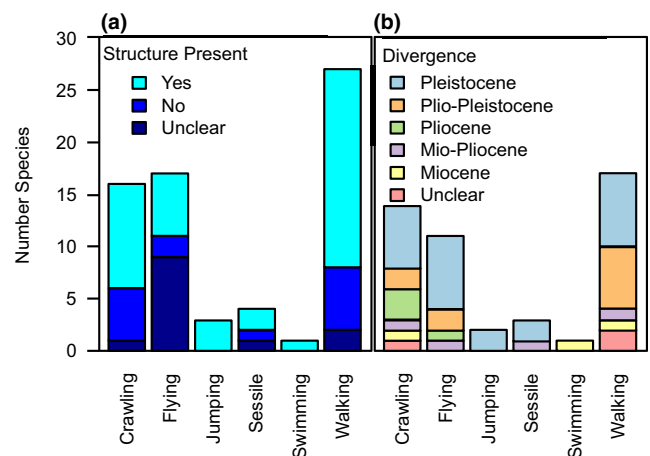 (a)
(b)
Number Species
30
25
20
15
10
5
0
Structure Present
Yes
No
Unclear
Divergence
Pleistocene
Plio-Pleistocene
Pliocene
Mio-Pliocene
Miocene
Unclear
Crawling
Flying
Jumping
Sessile
Swimming
Walking
Crawling
Flying
Jumping
Sessile
Swimming
Walking